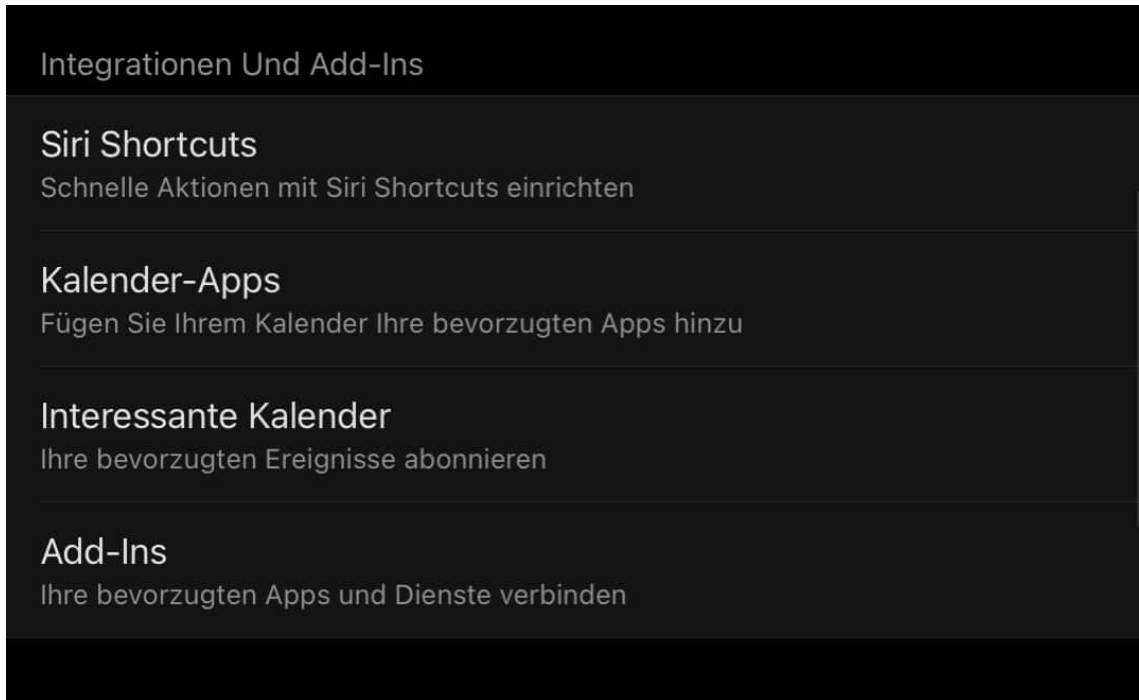 Integrationen Und Add-Ins
Siri Shortcuts
Schnelle Aktionen mit Siri Shortcuts einrichten
Kalender-Apps
Fügen Sie Ihrem Kalender Ihre bevorzugten Apps hinzu
Interessante Kalender
Ihre bevorzugten Ereignisse abonnieren
Add-Ins
Ihre bevorzugten Apps und Dienste verbinden